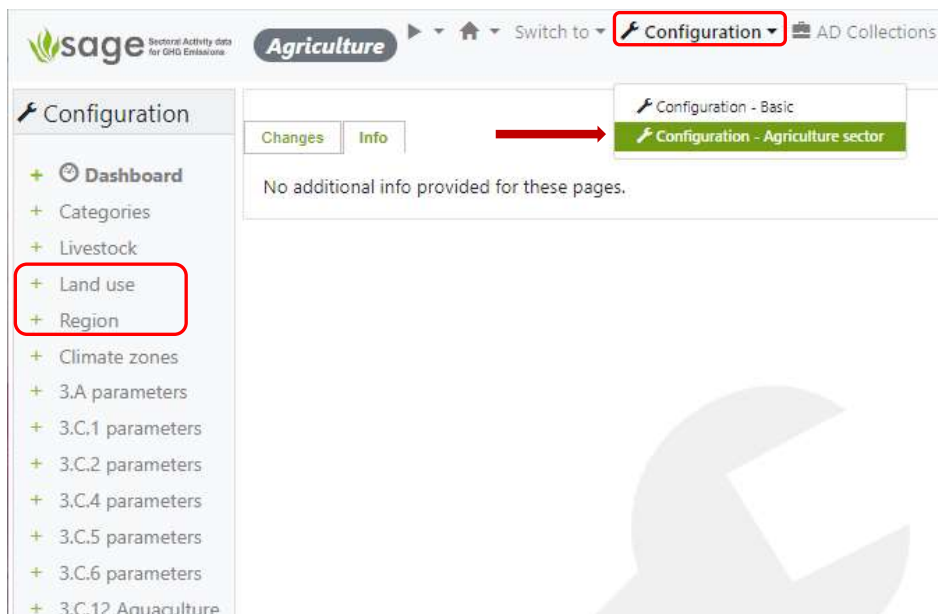 sage Sectoral Activity data for GHG Emissions
Agriculture
Switch to
Configuration
AD Collections
Configuration - Basic
Configuration - Agriculture sector
Configuration
Changes
Info
No additional info provided for these pages.
Dashboard
Categories
Livestock
Land use
Region
Climate zones
3.A parameters
3.C.1 parameters
3.C.2 parameters
3.C.4 parameters
3.C.5 parameters
3.C.6 parameters
3.C.12 Aquaculture